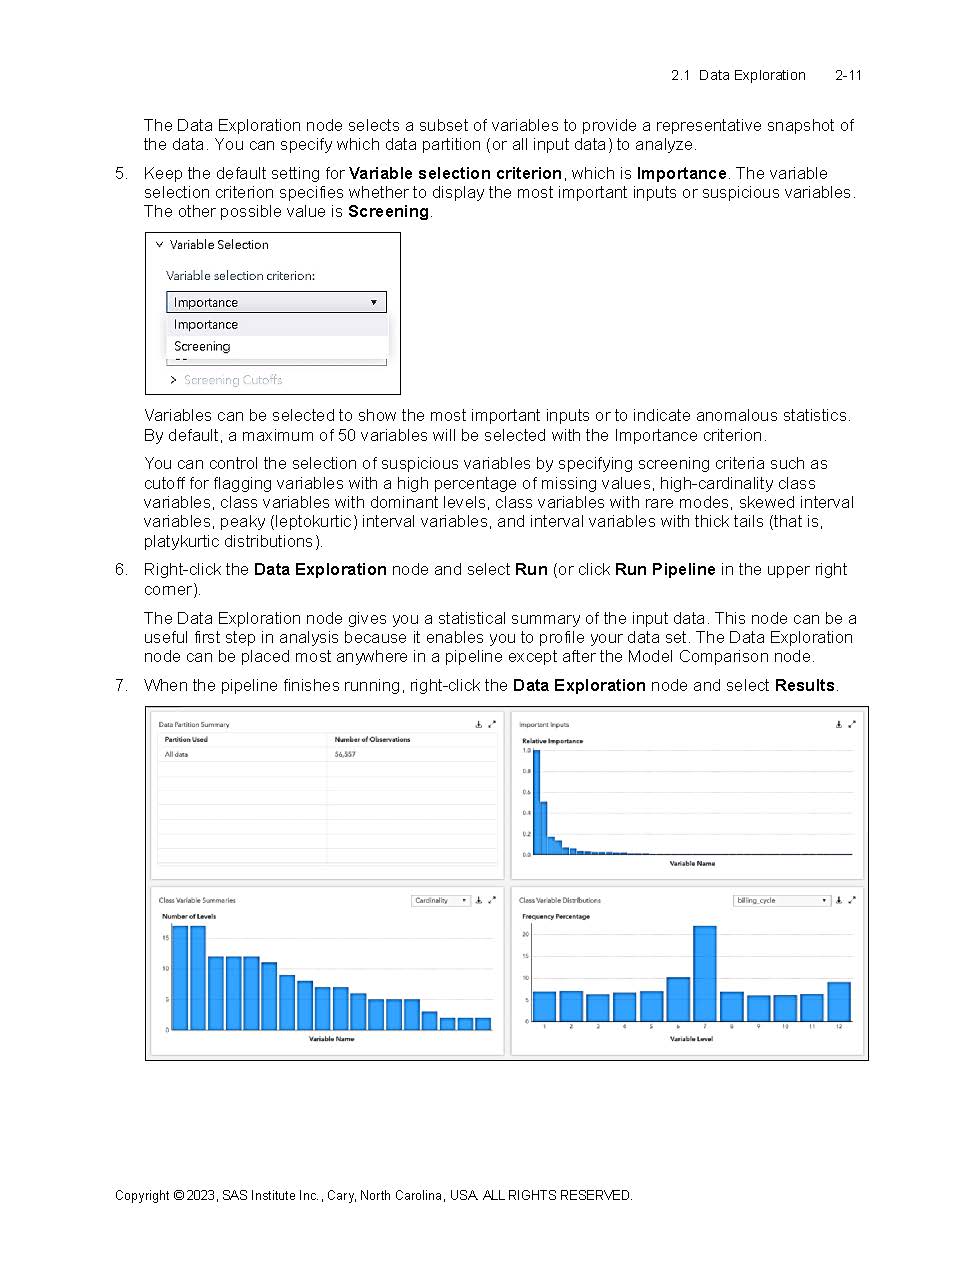 2.1 Data Exploration 2-11
The Data Exploration node selects a subset of variables to provide a representative snapshot of
the data. You can specify which data partition (or all input data) to analyze.
5. Keep the default setting for Variable selection criterion, which is Importance. The variable
selection criterion specifies whether to display the most important inputs or suspicious variables.
The other possible value is Screening.
Variable Selection
Variable selection criterion:
Importance
Importance
Screening
Screening Cutoffs
Variables can be selected to show the most important inputs or to indicate anomalous statistics.
By default, a maximum of 50 variables will be selected with the Importance criterion.
You can control the selection of suspicious variables by specifying screening criteria such as
cutoff for flagging variables with a high percentage of missing values, high-cardinality class
variables, class variables with dominant levels, class variables with rare modes, skewed interval
variables, peaky (leptokurtic) interval variables, and interval variables with thick tails (that is,
platykurtic distributions).
6. Right-click the Data Exploration node and select Run (or click Run Pipeline in the upper right
corner).
The Data Exploration node gives you a statistical summary of the input data. This node can be a
useful first step in analysis because it enables you to profile your data set. The Data Exploration
node can be placed most anywhere in a pipeline except after the Model Comparison node.
7. When the pipeline finishes running, right-click the Data Exploration node and select Results.
Data Partition Summary
Partition Used Number of Observations
All data 56,557
Important Inputs
Relative Importance
1.0
0.8
0.6
0.4
0.2
0.0
Variable Name
Class Variable Summaries Cardinality
Number of Levels
15
10
5
0
Variable Name
Class Variable Distributions billing_cycle
Frequency Percentage
20
15
10
5
0
1 2 3 4 5 6 7 8 9 10 11 12
Variable Level
Copyright © 2023, SAS Institute Inc., Cary, North Carolina, USA. ALL RIGHTS RESERVED.